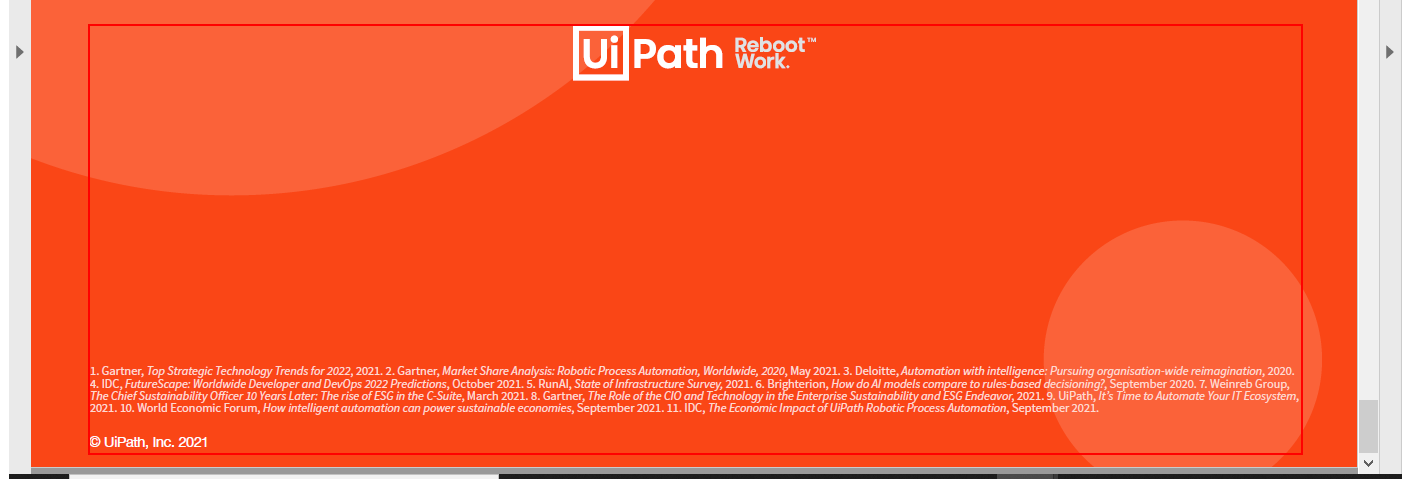 UiPath Reboot Work.™
1. Gartner, Top Strategic Technology Trends for 2022, 2021. 2. Gartner, Market Share Analysis: Robotic Process Automation, Worldwide, 2020, May 2021. 3. Deloitte, Automation with intelligence: Pursuing organisation-wide reimagination, 2020.
4. IDC, FutureScape: Worldwide Developer and DevOps 2022 Predictions, October 2021. 5. RunAI, State of Infrastructure Survey, 2021. 6. Brighterion, How do AI models compare to rules-based decisioning?, September 2020. 7. Weinreb Group,
The Chief Sustainability Officer 10 Years Later: The rise of ESG in the C-Suite, March 2021. 8. Gartner, The Role of the CIO and Technology in the Enterprise Sustainability and ESG Endeavor, 2021. 9. UiPath, It's Time to Automate Your IT Ecosystem,
2021. 10. World Economic Forum, How intelligent automation can power sustainable economies, September 2021. 11. IDC, The Economic Impact of UiPath Robotic Process Automation, September 2021.
© UiPath, Inc. 2021